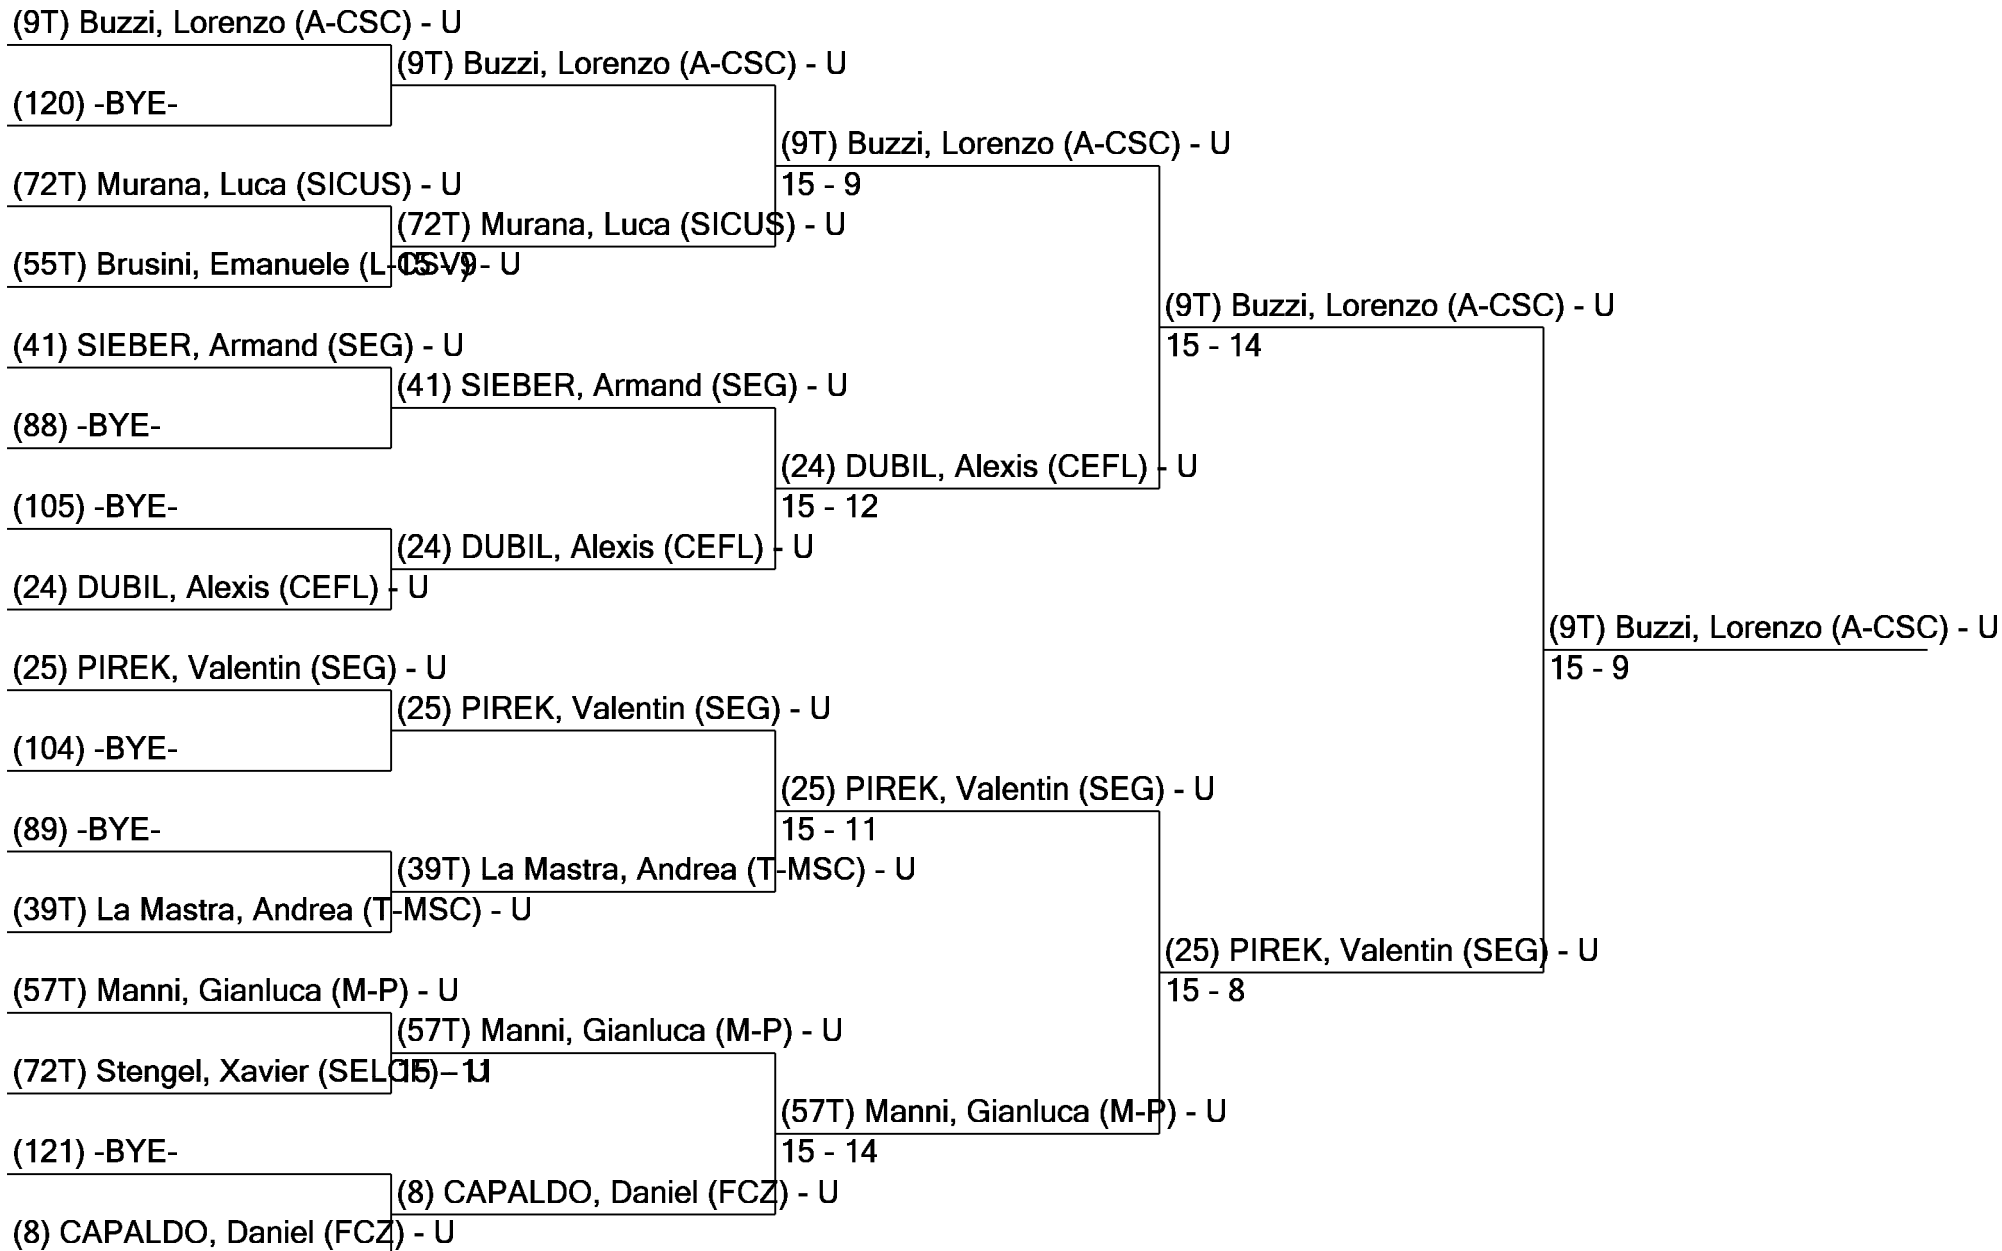 (9T) Buzzi, Lorenzo (A-CSC) - U
(120) -BYE-
(72T) Murana, Luca (SICUS) - U
(55T) Brusini, Emanuele (L-CSV) - U
(41) SIEBER, Armand (SEG) - U
(88) -BYE-
(105) -BYE-
(24) DUBIL, Alexis (CEFL) - U
(25) PIREK, Valentin (SEG) - U
(104) -BYE-
(89) -BYE-
(39T) La Mastra, Andrea (T-MSC) - U
(57T) Manni, Gianluca (M-P) - U
(72T) Stengel, Xavier - U
(121) -BYE-
(8) CAPALDO, Daniel (FCZ) - U
(9T) Buzzi, Lorenzo (A-CSC) - U
(72T) Murana, Luca (SICUS) - U
15 - 9
(41) SIEBER, Armand (SEG) - U
(24) DUBIL, Alexis (CEFL) - U
(25) PIREK, Valentin (SEG) - U
(39T) La Mastra, Andrea (T-MSC) - U
(57T) Manni, Gianluca (M-P) - U
15 - 11
(8) CAPALDO, Daniel (FCZ) - U
(9T) Buzzi, Lorenzo (A-CSC) - U
15 - 9
(24) DUBIL, Alexis (CEFL) - U
15 - 12
(25) PIREK, Valentin (SEG) - U
15 - 11
(57T) Manni, Gianluca (M-P) - U
15 - 14
(9T) Buzzi, Lorenzo (A-CSC) - U
15 - 14
(25) PIREK, Valentin (SEG) - U
15 - 8
(9T) Buzzi, Lorenzo (A-CSC) - U
15 - 9